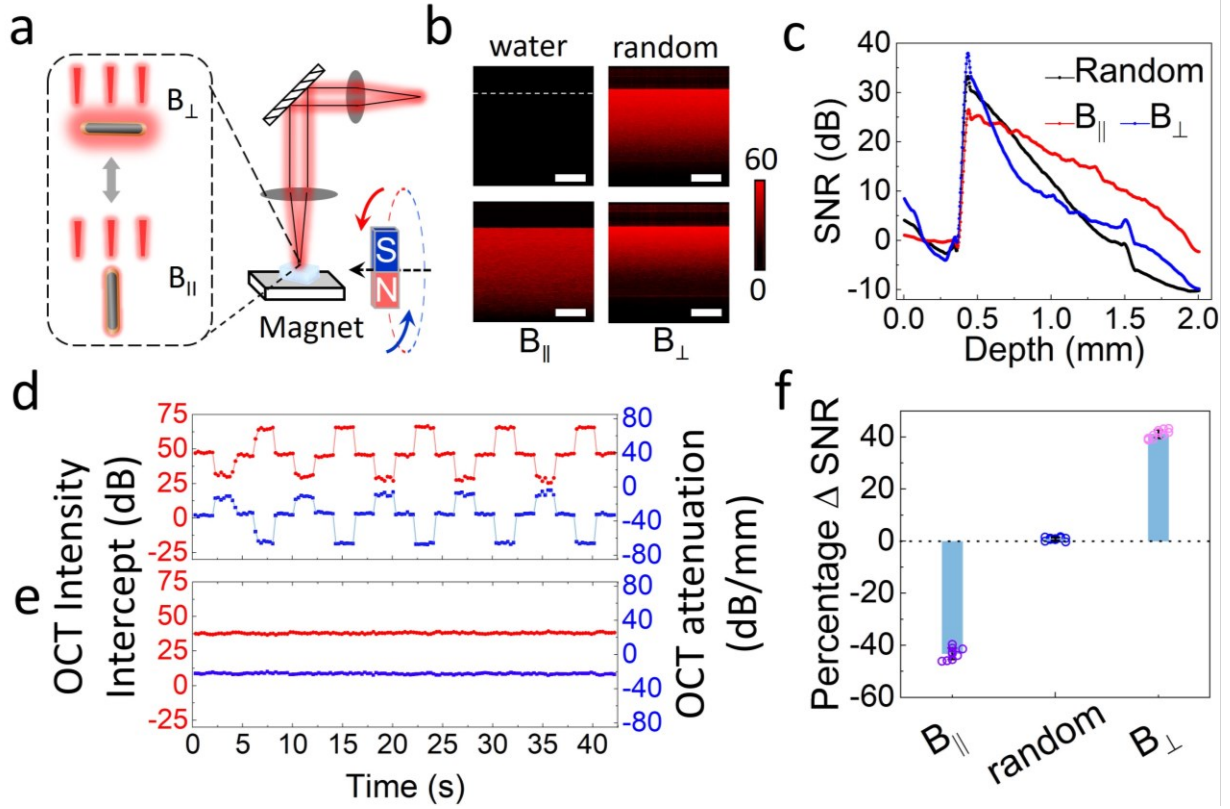 a
B⊥
B||
S
N
Magnet
b
water
random
60
0
B||
B⊥
c
SNR (dB)
40
30
20
10
0
-10
Random
B|| B⊥
0.0 0.5 1.0 1.5 2.0
Depth (mm)
d
e
OCT Intensity
Intercept (dB)
75
50
25
0
-25
75
50
25
0
-25
80
40
0
-40
-80
80
40
0
-40
-80
OCT attenuation
(dB/mm)
0 5 10 15 20 25 30 35 40
Time (s)
f
Percentage Δ SNR
40
20
0
-20
-40
-60
B||
random
B⊥